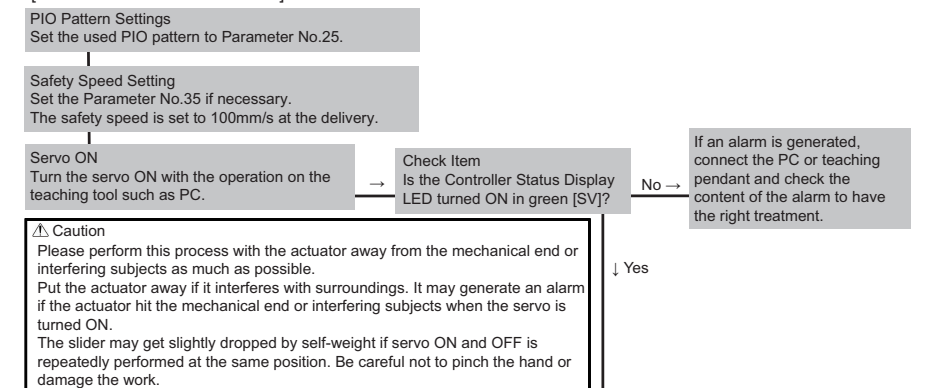 PIO Pattern Settings
Set the used PIO pattern to Parameter No.25.
Safety Speed Setting
Set the Parameter No.35 if necessary.
The safety speed is set to 100mm/s at the delivery.
Servo ON
Turn the servo ON with the operation on the
teaching tool such as PC.
→
Check Item
Is the Controller Status Display
LED turned ON in green [SV]?
No →
If an alarm is generated,
connect the PC or teaching
pendant and check the
content of the alarm to have
the right treatment.
↓ Yes
⚠ Caution
Please perform this process with the actuator away from the mechanical end or
interfering subjects as much as possible.
Put the actuator away if it interferes with surroundings. It may generate an alarm
if the actuator hit the mechanical end or interfering subjects when the servo is
turned ON.
The slider may get slightly dropped by self-weight if servo ON and OFF is
repeatedly performed at the same position. Be careful not to pinch the hand or
damage the work.